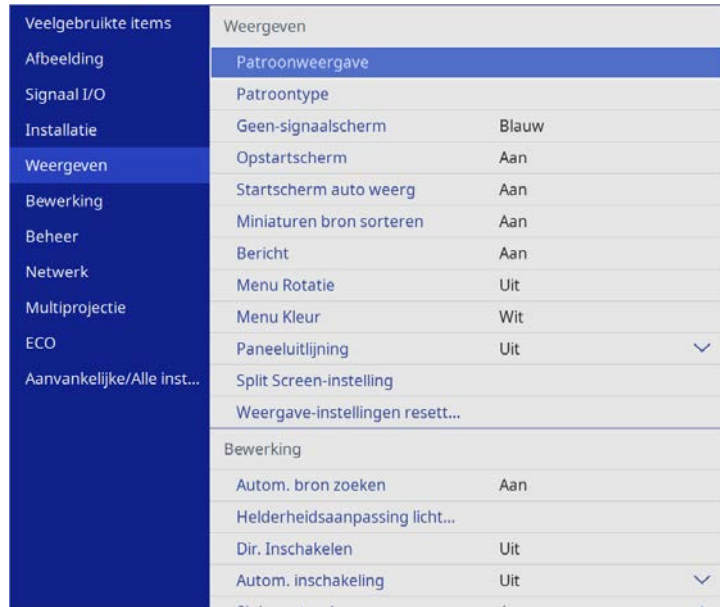 Veelgebruikte items
Afbeelding
Signaal I/O
Installatie
Weergeven
Bewerking
Beheer
Netwerk
Multiprojectie
ECO
Aanvankelijke/Alle inst...
Weergeven
Patroonweergave
Patroontype
Geen-signaalscherm Blauw
Opstartscherm Aan
Startscherm auto weerg Aan
Miniaturen bron sorteren Aan
Bericht Aan
Menu Rotatie Uit
Menu Kleur Wit
Paneeluitlijning Uit
Split Screen-instelling
Weergave-instellingen resett...
Bewerking
Autom. bron zoeken Aan
Helderheidsaanpassing licht...
Dir. Inschakelen Uit
Autom. inschakeling Uit